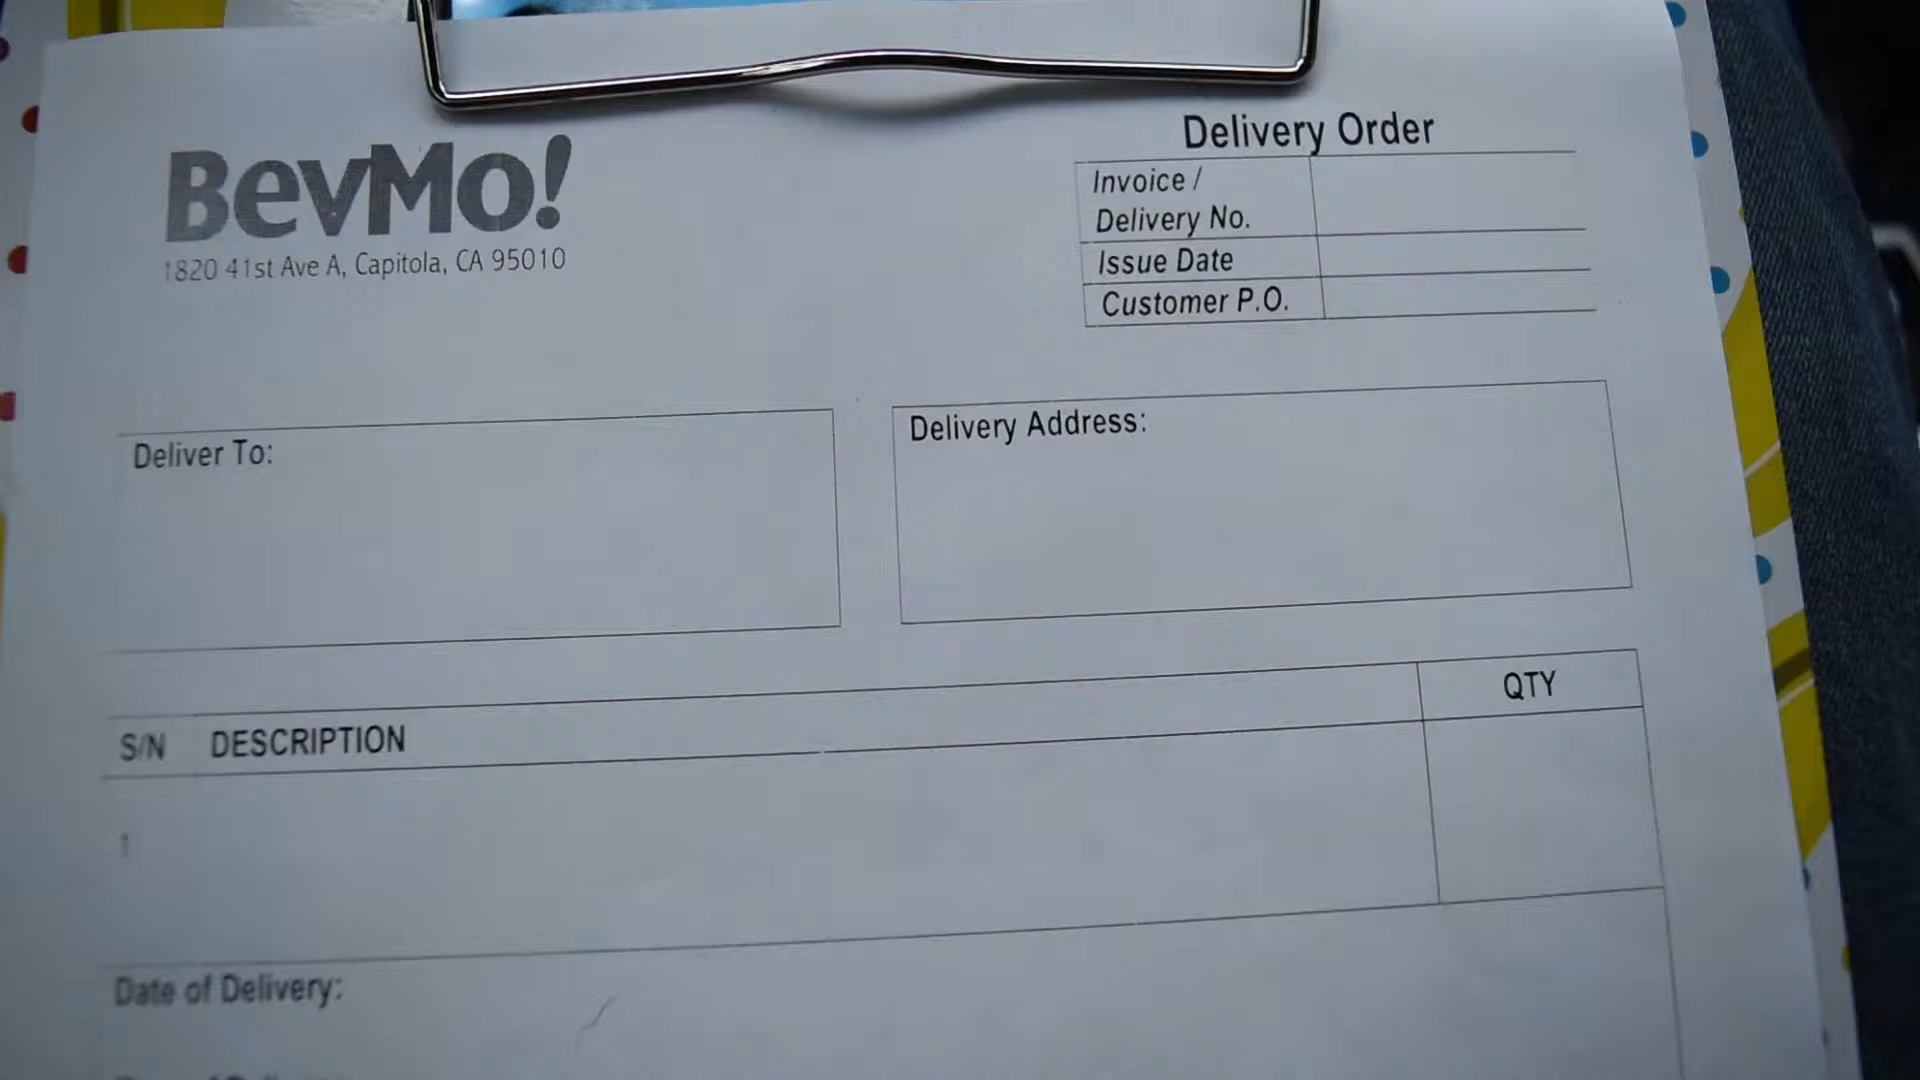 BevMo!
1820 41st Ave A, Capitola, CA 95010
Delivery Order
Invoice /
Delivery No.
Issue Date
Customer P.O.
Deliver To:
Delivery Address:
S/N DESCRIPTION QTY
1
Date of Delivery: